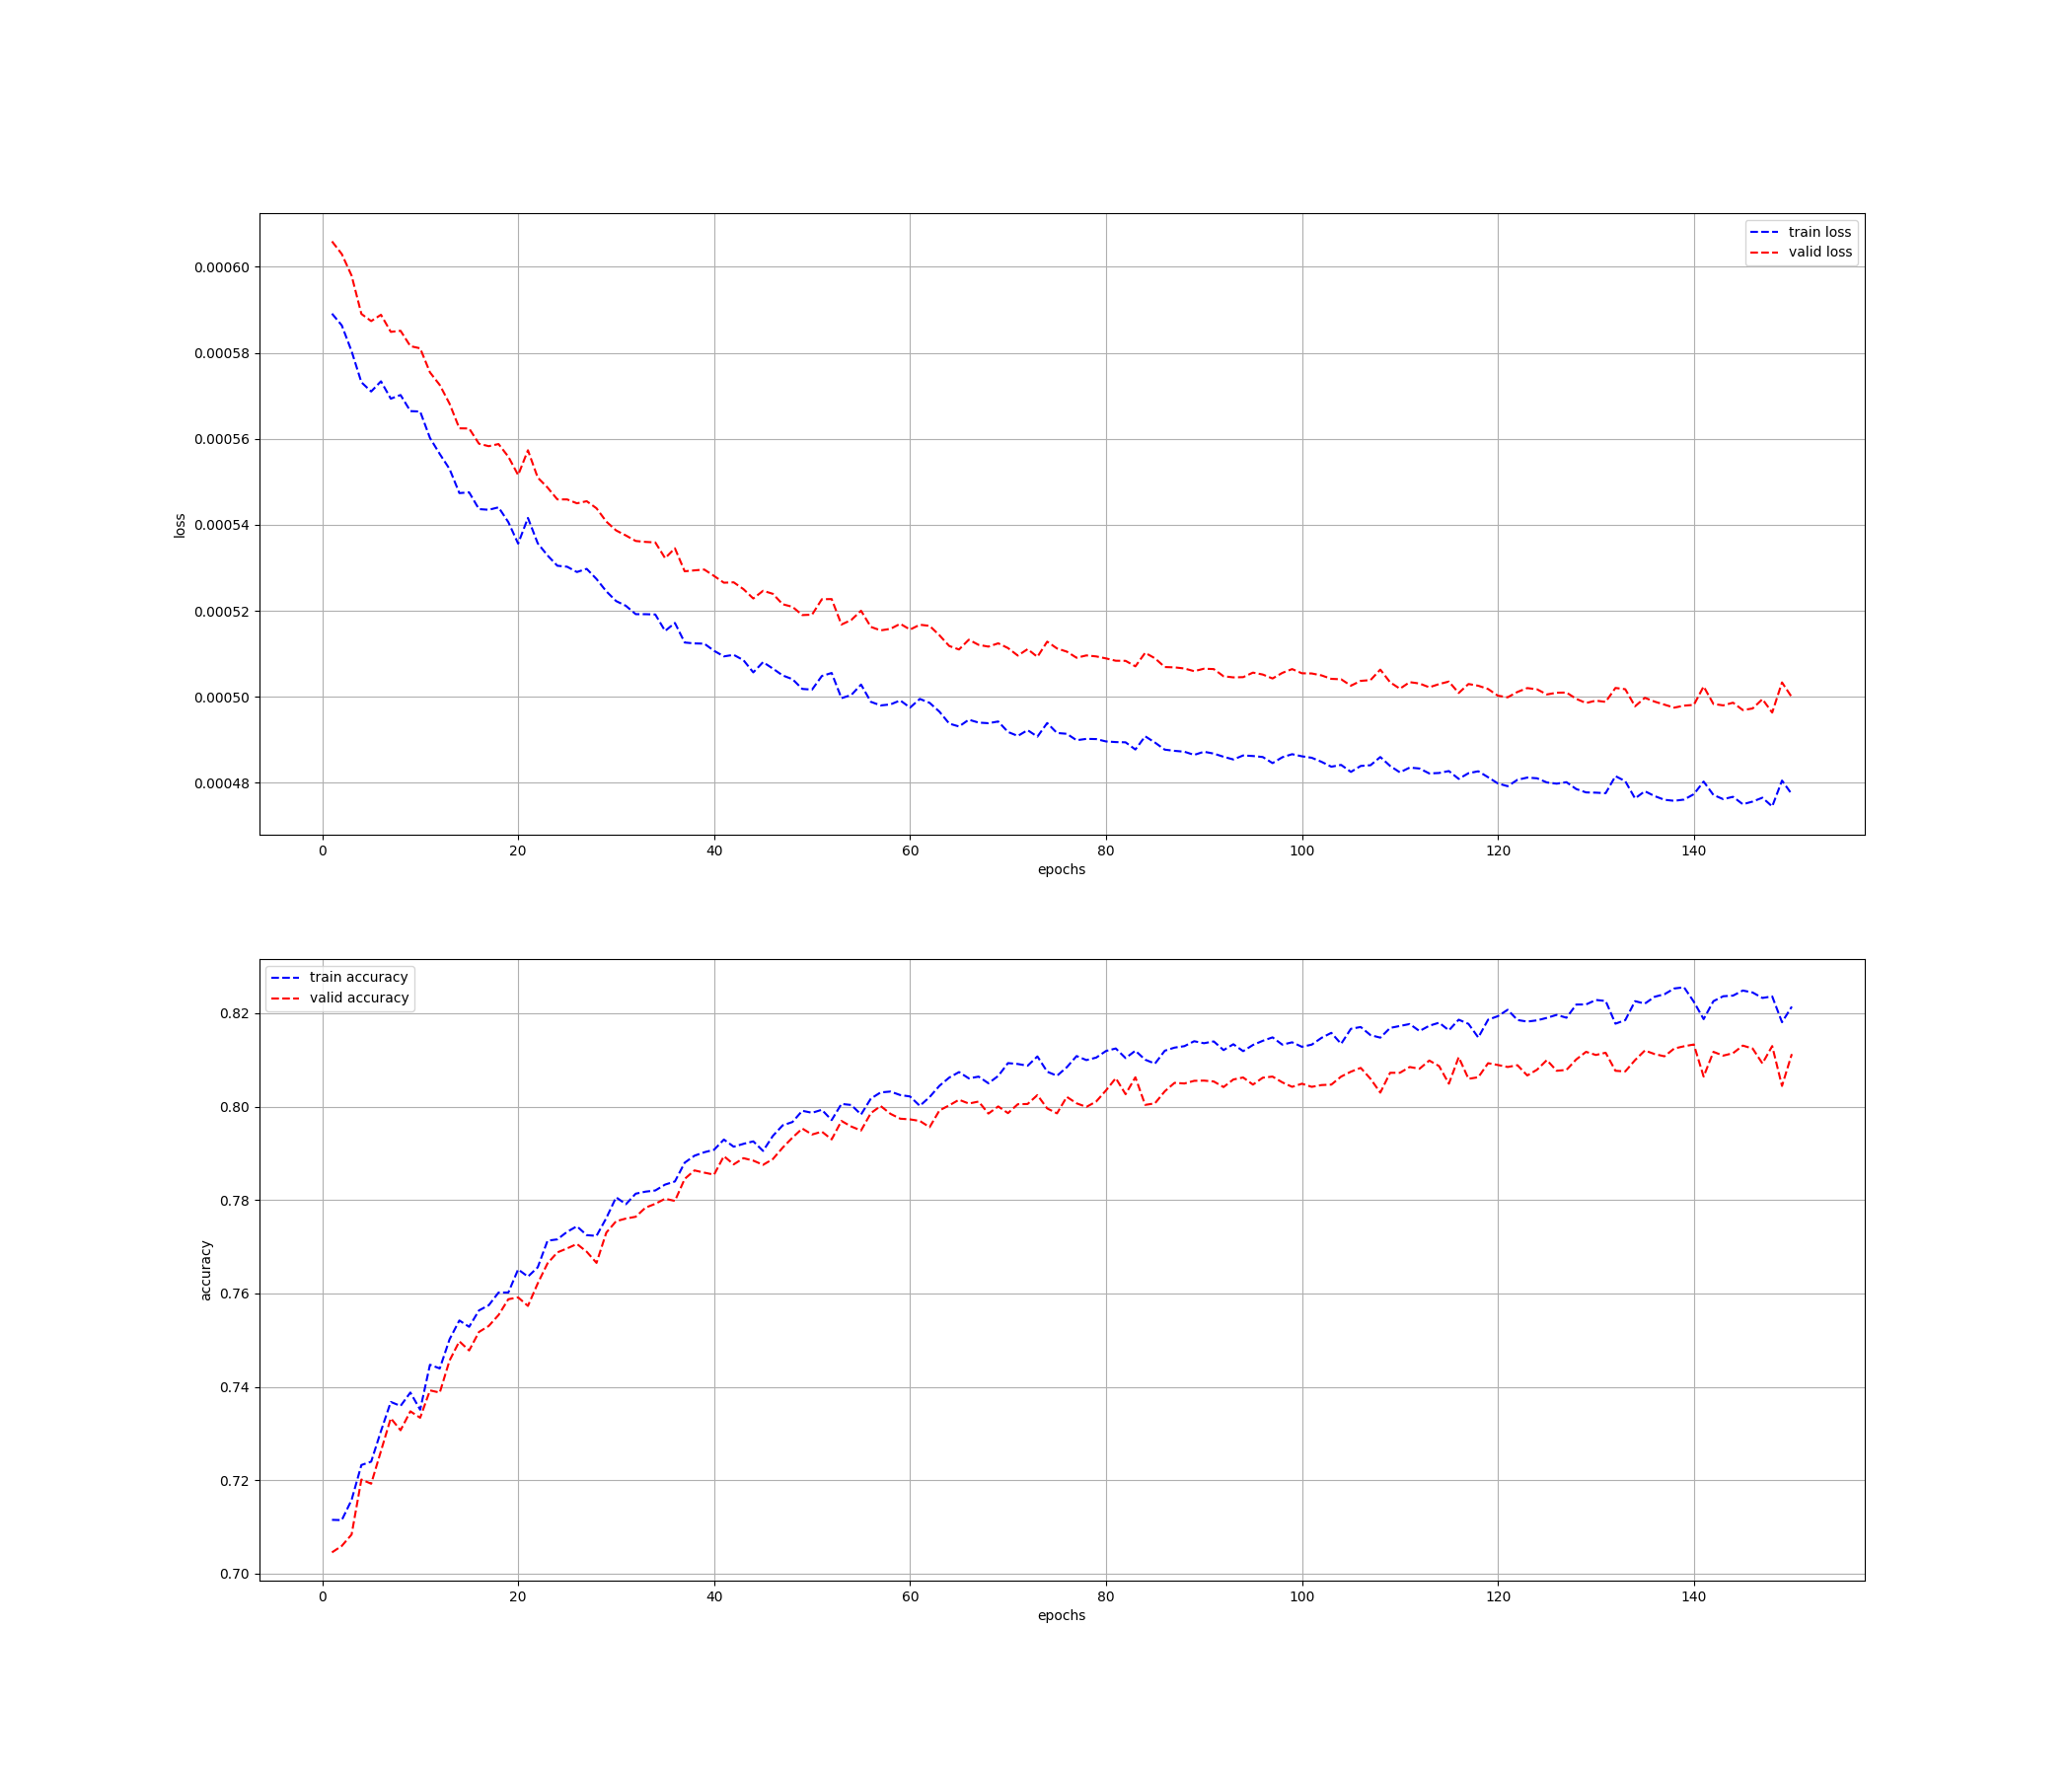 train loss
valid loss
0.00060
0.00058
0.00056
0.00054
0.00052
0.00050
0.00048
loss
0 20 40 60 80 100 120 140
epochs
train accuracy
valid accuracy
0.82
0.80
0.78
0.76
0.74
0.72
0.70
accuracy
0 20 40 60 80 100 120 140
epochs